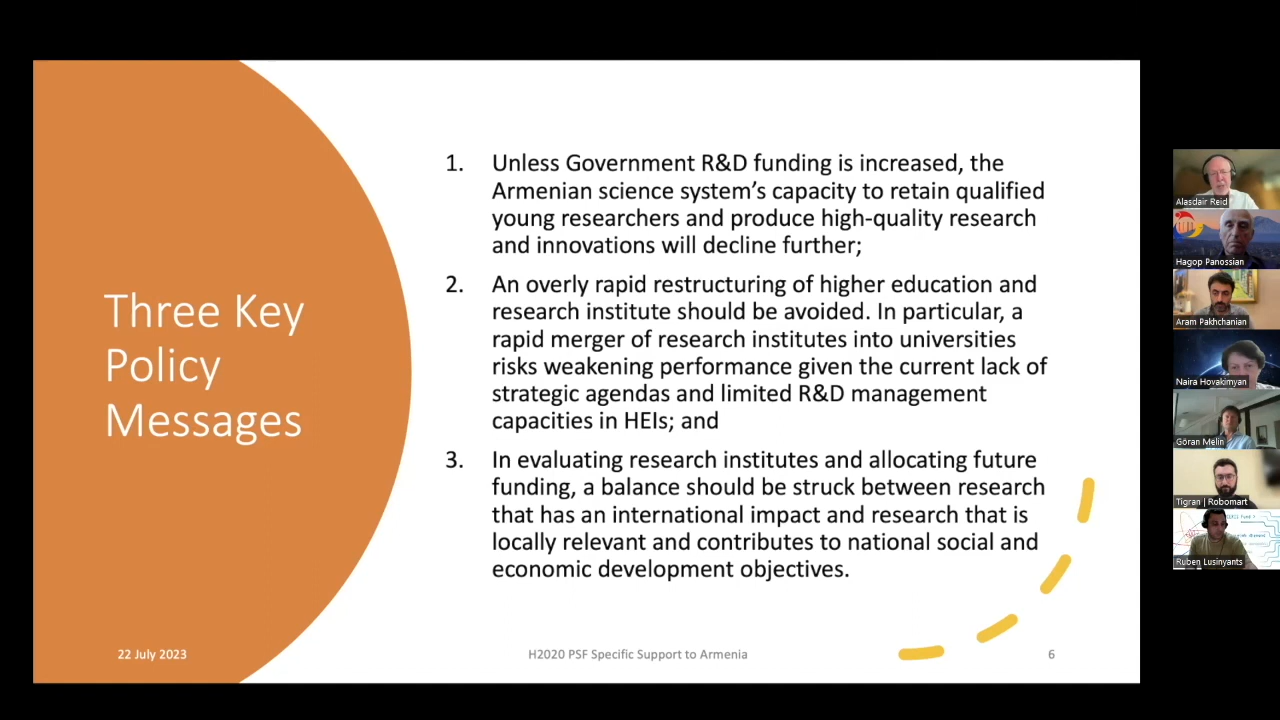 Three Key
Policy
Messages
1. Unless Government R&D funding is increased, the
Armenian science system’s capacity to retain qualified
young researchers and produce high-quality research
and innovations will decline further;
2. An overly rapid restructuring of higher education and
research institute should be avoided. In particular, a
rapid merger of research institutes into universities
risks weakening performance given the current lack of
strategic agendas and limited R&D management
capacities in HEIs; and
3. In evaluating research institutes and allocating future
funding, a balance should be struck between research
that has an international impact and research that is
locally relevant and contributes to national social and
economic development objectives.
22 July 2023
H2020 PSF Specific Support to Armenia
6
Alasdair Reid
Hagop Panossian
Aram Pakhchanian
Naira Hovakimyan
Göran Melin
Tigran | Robomart
Ruben Lusinyants